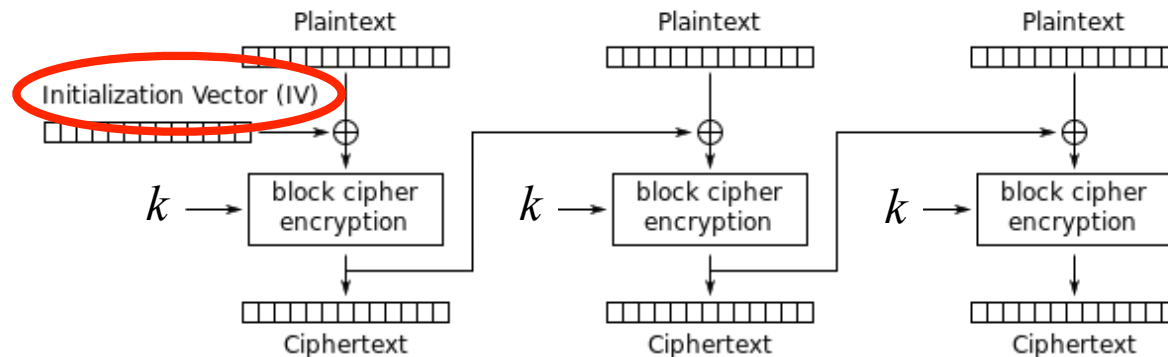 Plaintext
Plaintext
Plaintext
Initialization Vector (IV)
k
block cipher
encryption
k
block cipher
encryption
k
block cipher
encryption
Ciphertext
Ciphertext
Ciphertext